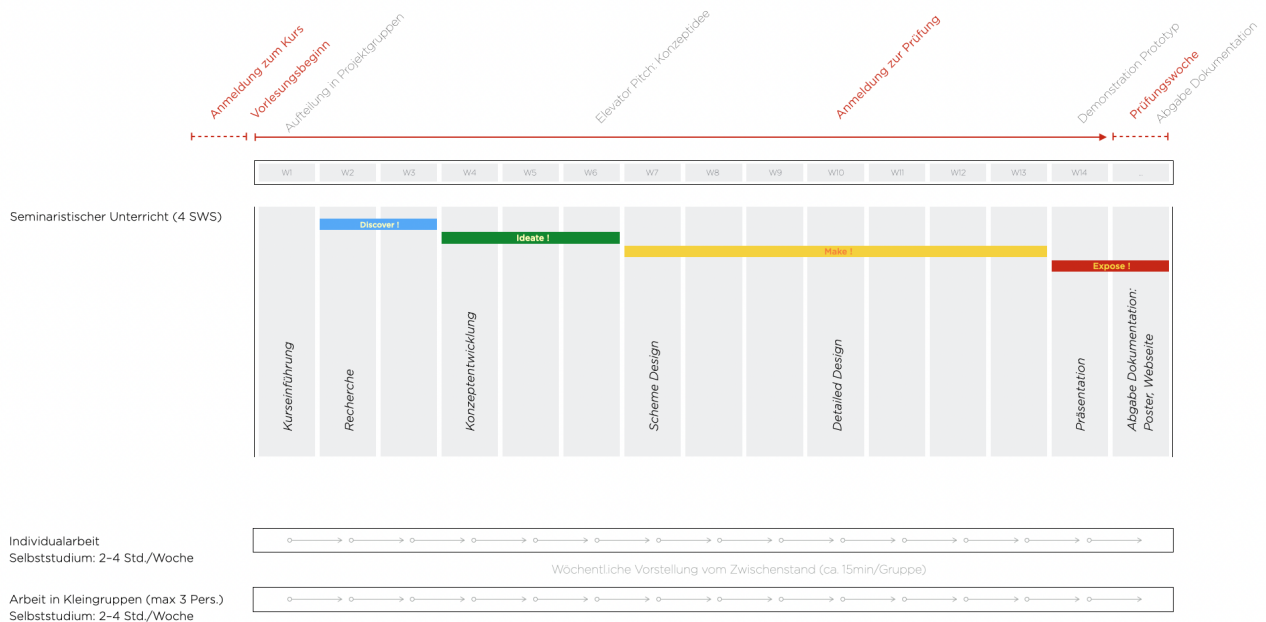 Anmeldung zum Kurs
Vorlesungsbeginn
Aufteilung in Projektgruppen
Elevator Pitch: Konzeptidee
Anmeldung zur Prüfung
Demonstration Prototyp
Prüfungswoche
Abgabe Dokumentation
W1 W2 W3 W4 W5 W6 W7 W8 W9 W10 W11 W12 W13 W14 ..
Seminaristischer Unterricht (4 SWS)
Discover !
Ideate !
Make !
Expose !
Kurseinführung
Recherche
Konzeptentwicklung
Scheme Design
Detailed Design
Präsentation
Abgabe Dokumentation:
Poster, Webseite
Individualarbeit
Selbststudium: 2–4 Std./Woche
Wöchentliche Vorstellung vom Zwischenstand (ca. 15min/Gruppe)
Arbeit in Kleingruppen (max 3 Pers.)
Selbststudium: 2–4 Std./Woche